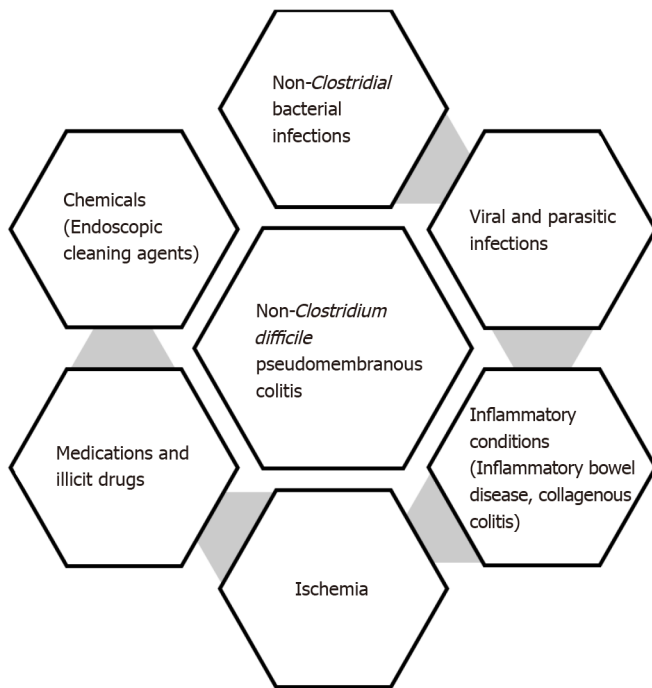 Non-Clostridial
bacterial
infections
Viral and parasitic
infections
Inflammatory
conditions
(Inflammatory bowel
disease, collagenous
colitis)
Ischemia
Medications and
illicit drugs
Chemicals
(Endoscopic
cleaning agents)
Non-Clostridium
difficile
pseudomembranous
colitis